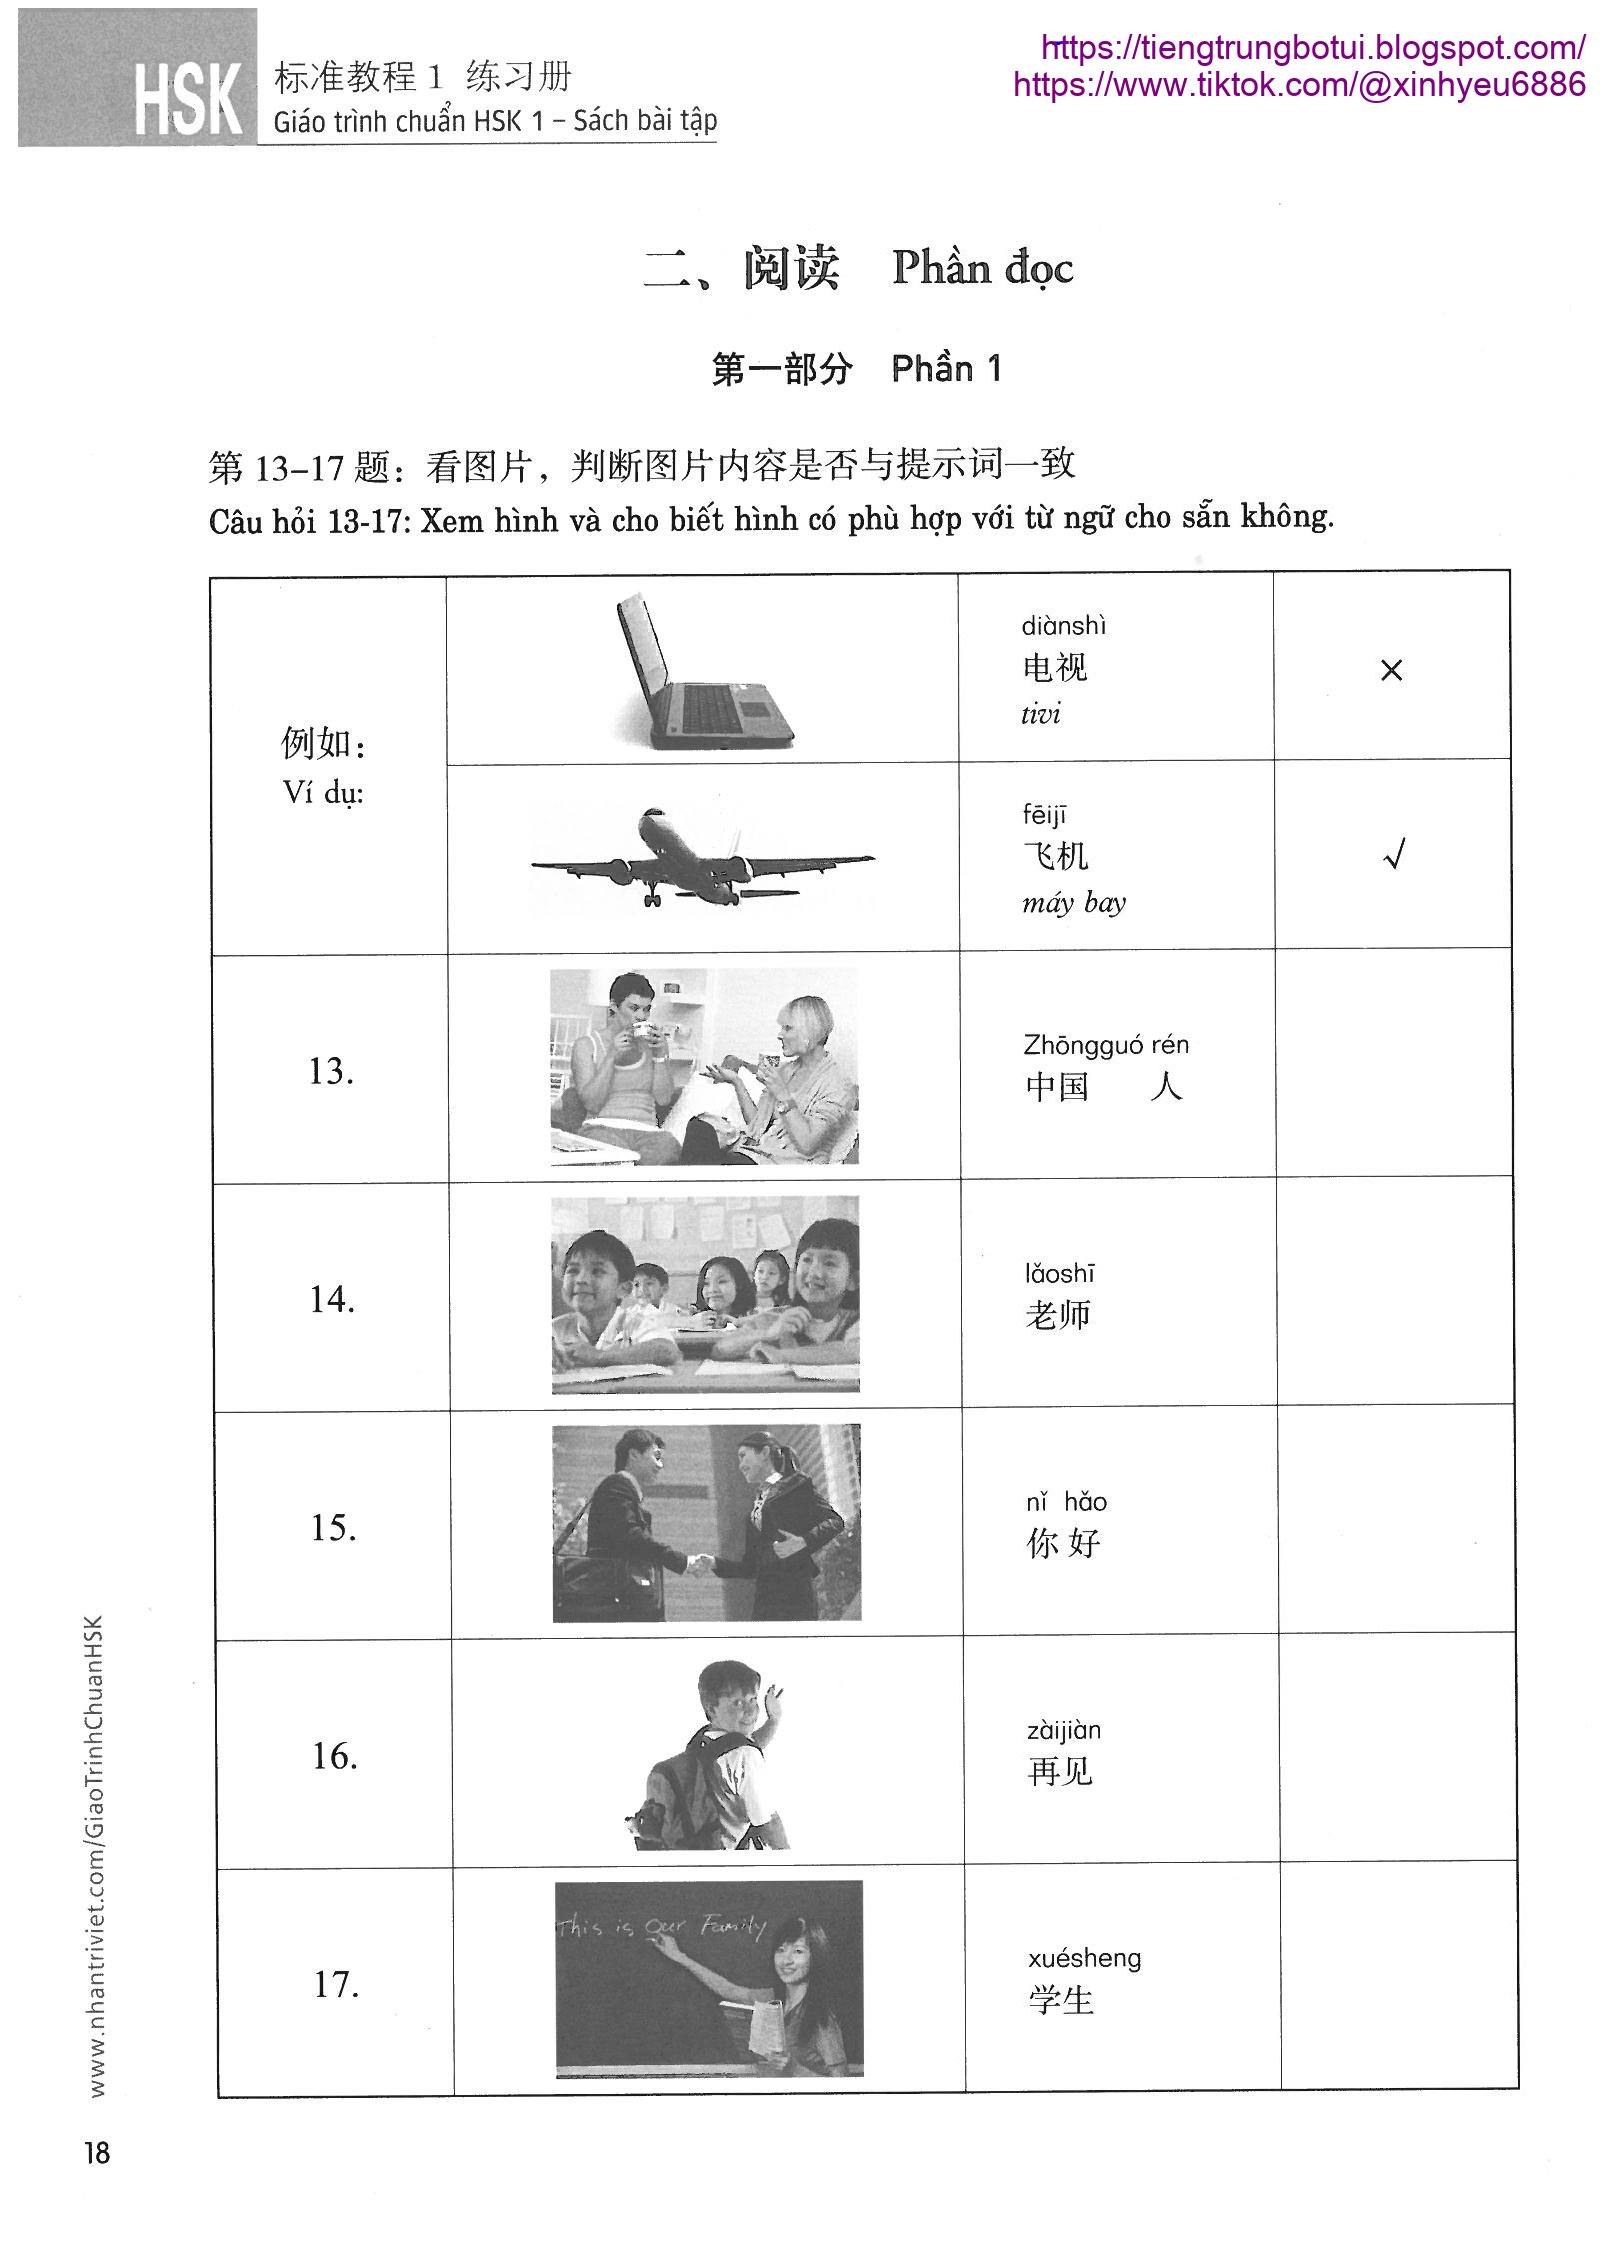 https://tiengtrungbotui.blogspot.com/
https://www.tiktok.com/@xinhyeu6886
HSK 标准教程 1 练习册
Giáo trình chuẩn HSK 1 – Sách bài tập
二、阅读 Phần đọc
第一部分 Phần 1
第 13–17 题：看图片，判断图片内容是否与提示词一致
Câu hỏi 13-17: Xem hình và cho biết hình có phù hợp với từ ngữ cho sẵn không.
例如：
Ví dụ:
diànshì
电视
tivi
×
fēijī
飞机
máy bay
√
13.
Zhōngguó rén
中国 人
14.
lǎoshī
老师
15.
nǐ hǎo
你 好
16.
zàijiàn
再见
17.
This is Our Family
xuésheng
学生
www.nhantriviet.com/GiaoTrinhChuanHSK
18